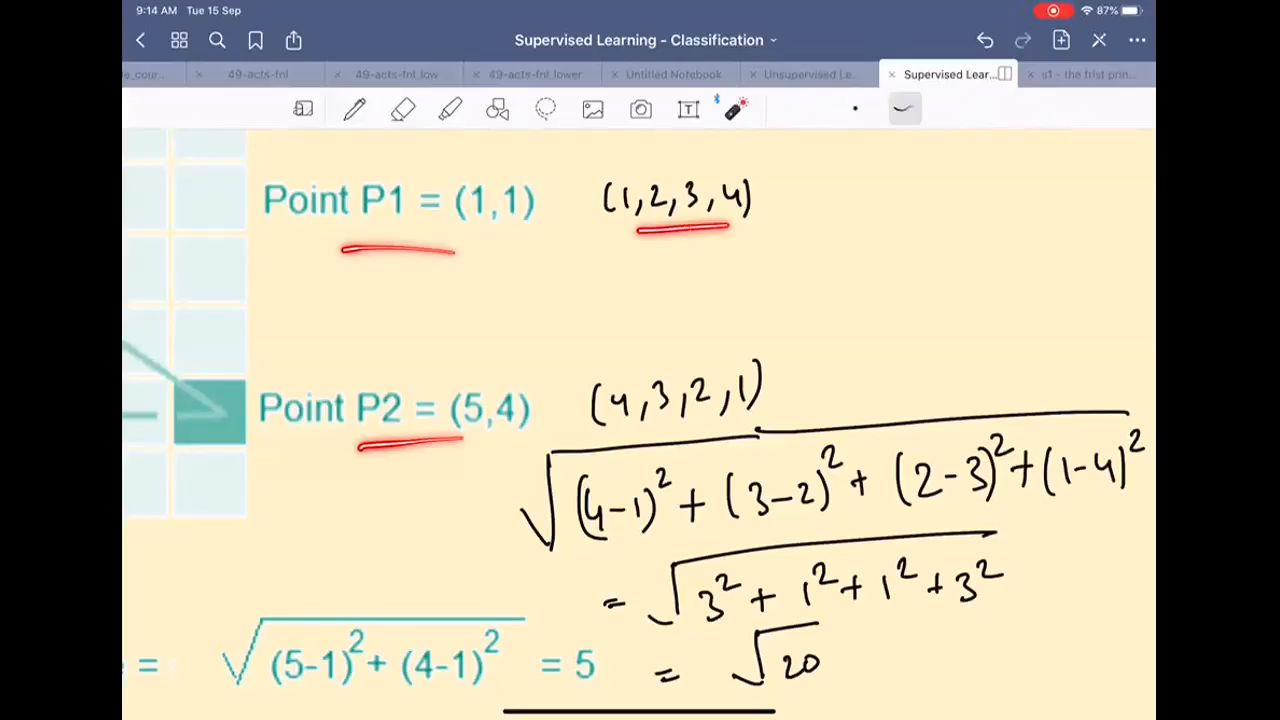 9:14 AM Tue 15 Sep 87%
Supervised Learning - Classification
le_cour... 49-acts-fnl 49-acts-fnl_low 49-acts-fnl_lower Untitled Notebook Unsupervised Le... Supervised Lear... s1 - the frist prin...
Point P1 = (1,1) (1,2,3,4)
Point P2 = (5,4) (4,3,2,1)
√((4-1)² + (3-2)² + (2-3)² + (1-4)²)
= √(3² + 1² + 1² + 3²)
= √20
= √((5-1)² + (4-1)²) = 5